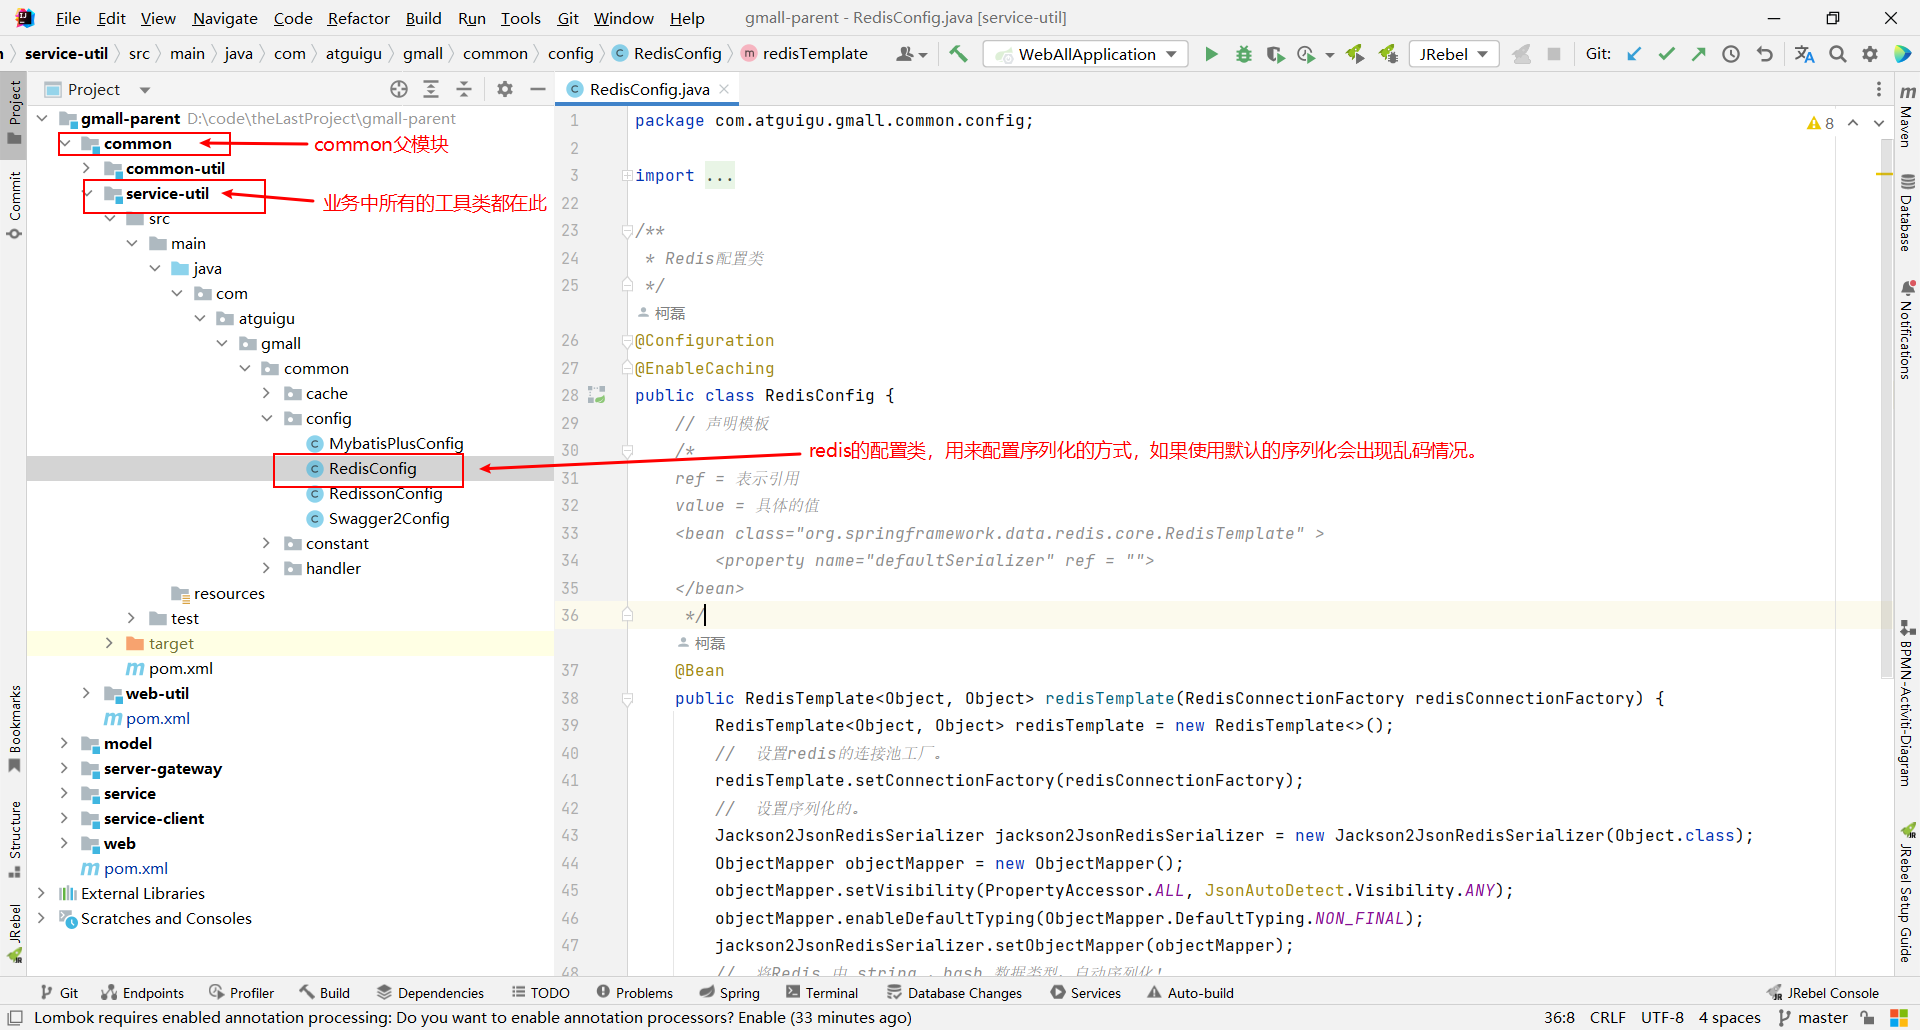 File Edit View Navigate Code Refactor Build Run Tools Git Window Help gmall-parent - RedisConfig.java [service-util]
service-util src main java com atguigu gmall common config RedisConfig redisTemplate WebAllApplication JRebel Git:
Project
RedisConfig.java
gmall-parent D:\code\theLastProject\gmall-parent
common
common父模块
common-util
service-util
业务中所有的工具类都在此
src
main
java
com
atguigu
gmall
common
cache
config
MybatisPlusConfig
RedisConfig
RedissonConfig
Swagger2Config
constant
handler
resources
test
target
pom.xml
web-util
pom.xml
model
server-gateway
service
service-client
web
pom.xml
External Libraries
Scratches and Consoles
8
1 package com.atguigu.gmall.common.config;
2
3 import ...
22
23 /**
24 * Redis配置类
25 */
柯磊
26 @Configuration
27 @EnableCaching
28 public class RedisConfig {
29 // 声明模板
30 /*
redis的配置类，用来配置序列化的方式，如果使用默认的序列化会出现乱码情况。
31 ref = 表示引用
32 value = 具体的值
33 <bean class="org.springframework.data.redis.core.RedisTemplate" >
34 <property name="defaultSerializer" ref = "">
35 </bean>
36 */
柯磊
37 @Bean
38 public RedisTemplate<Object, Object> redisTemplate(RedisConnectionFactory redisConnectionFactory) {
39 RedisTemplate<Object, Object> redisTemplate = new RedisTemplate<>();
40 // 设置redis的连接池工厂。
41 redisTemplate.setConnectionFactory(redisConnectionFactory);
42 // 设置序列化的。
43 Jackson2JsonRedisSerializer jackson2JsonRedisSerializer = new Jackson2JsonRedisSerializer(Object.class);
44 ObjectMapper objectMapper = new ObjectMapper();
45 objectMapper.setVisibility(PropertyAccessor.ALL, JsonAutoDetect.Visibility.ANY);
46 objectMapper.enableDefaultTyping(ObjectMapper.DefaultTyping.NON_FINAL);
47 jackson2JsonRedisSerializer.setObjectMapper(objectMapper);
48 // 将Redis 中 string ，hash 数据类型，自动序列化！
Project
Commit
Bookmarks
Structure
JRebel
Maven
Database
Notifications
BPMN-Activiti-Diagram
JRebel Setup Guide
Git Endpoints Profiler Build Dependencies TODO Problems Spring Terminal Database Changes Services Auto-build JRebel Console
Lombok requires enabled annotation processing: Do you want to enable annotation processors? Enable (33 minutes ago) 36:8 CRLF UTF-8 4 spaces master